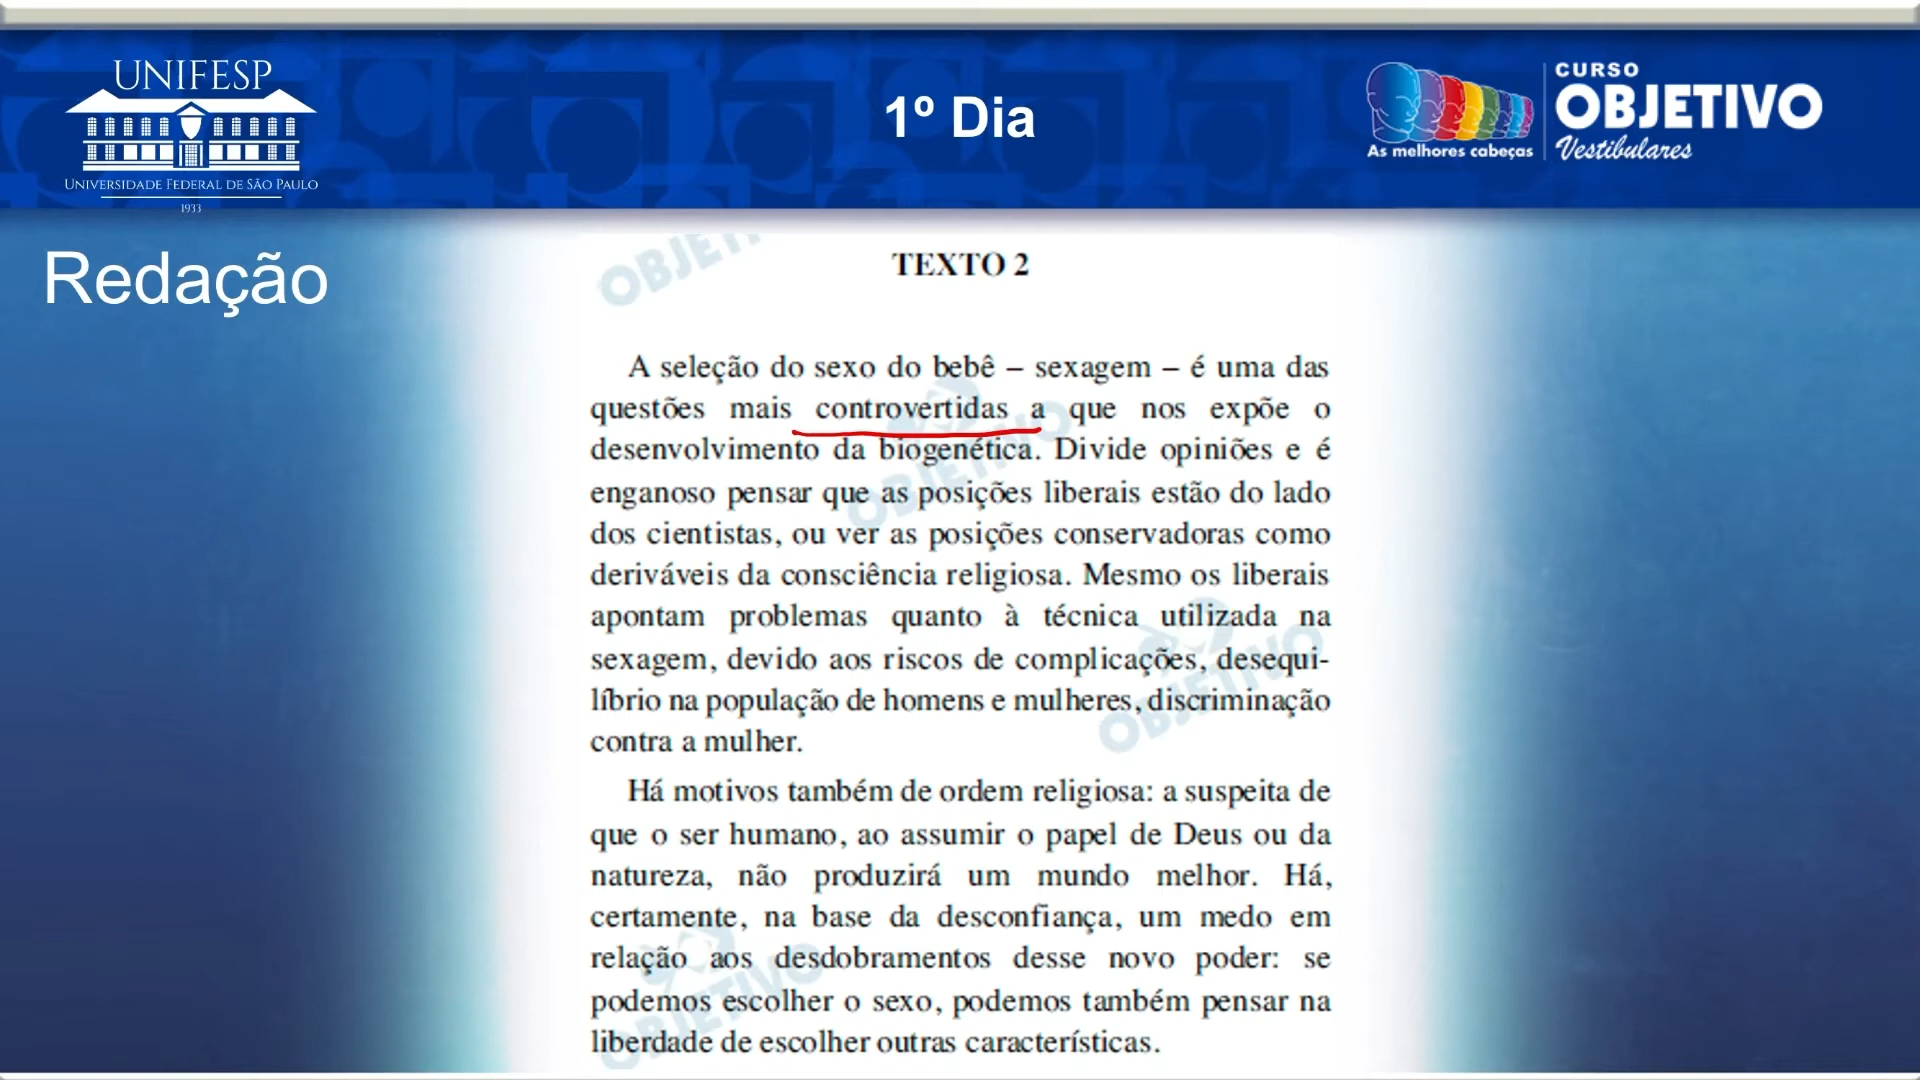 UNIFESP
UNIVERSIDADE FEDERAL DE SÃO PAULO
1933
1º Dia
CURSO
OBJETIVO
As melhores cabeças
Vestibulares
Redação
OBJETIVO
TEXTO 2
A seleção do sexo do bebê – sexagem – é uma das
questões mais controvertidas a que nos expõe o
desenvolvimento da biogenética. Divide opiniões e é
enganoso pensar que as posições liberais estão do lado
dos cientistas, ou ver as posições conservadoras como
deriváveis da consciência religiosa. Mesmo os liberais
apontam problemas quanto à técnica utilizada na
sexagem, devido aos riscos de complicações, desequi-
líbrio na população de homens e mulheres, discriminação
contra a mulher.
Há motivos também de ordem religiosa: a suspeita de
que o ser humano, ao assumir o papel de Deus ou da
natureza, não produzirá um mundo melhor. Há,
certamente, na base da desconfiança, um medo em
relação aos desdobramentos desse novo poder: se
podemos escolher o sexo, podemos também pensar na
liberdade de escolher outras características.
OBJETIVO
OBJETIVO
OBJETIVO